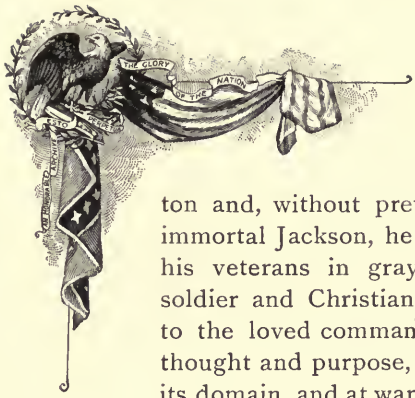 THE GLORY
OF THE
NATION
ESTO
ton and, without pre
immortal Jackson, he
his veterans in gray
soldier and Christian
to the loved comman
thought and purpose,
its domain, and at war